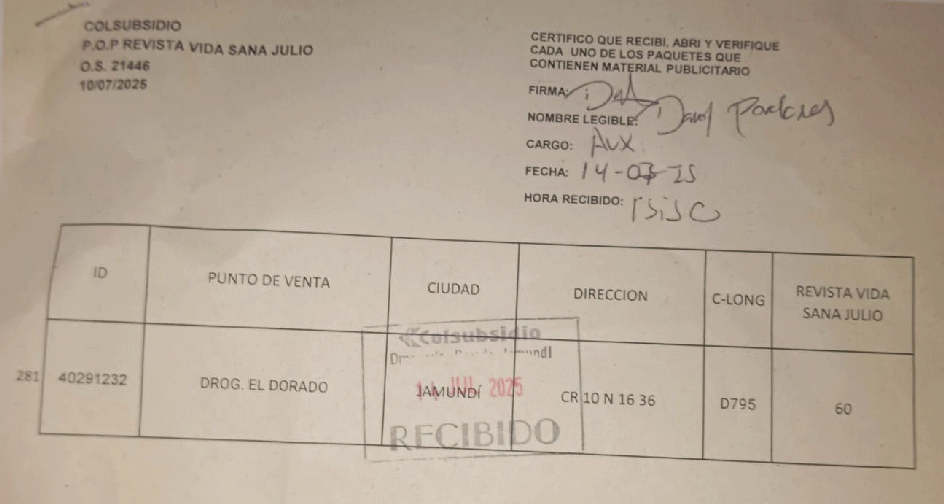 COLSUBSIDIO
P.O.P REVISTA VIDA SANA JULIO
O.S. 21446
10/07/2025
CERTIFICO QUE RECIBI, ABRI Y VERIFIQUE
CADA UNO DE LOS PAQUETES QUE
CONTIENEN MATERIAL PUBLICITARIO
FIRMA:
NOMBRE LEGIBLE:
CARGO: AUX.
FECHA: 14-07-25
HORA RECIBIDO:
ID PUNTO DE VENTA CIUDAD DIRECCION C-LONG REVISTA VIDA
SANA JULIO
281 40291232 DROG. EL DORADO JAMUNDÍ CR 10 N 16 36 D795 60
Colsubsidio
JUL 2025
RECIBIDO